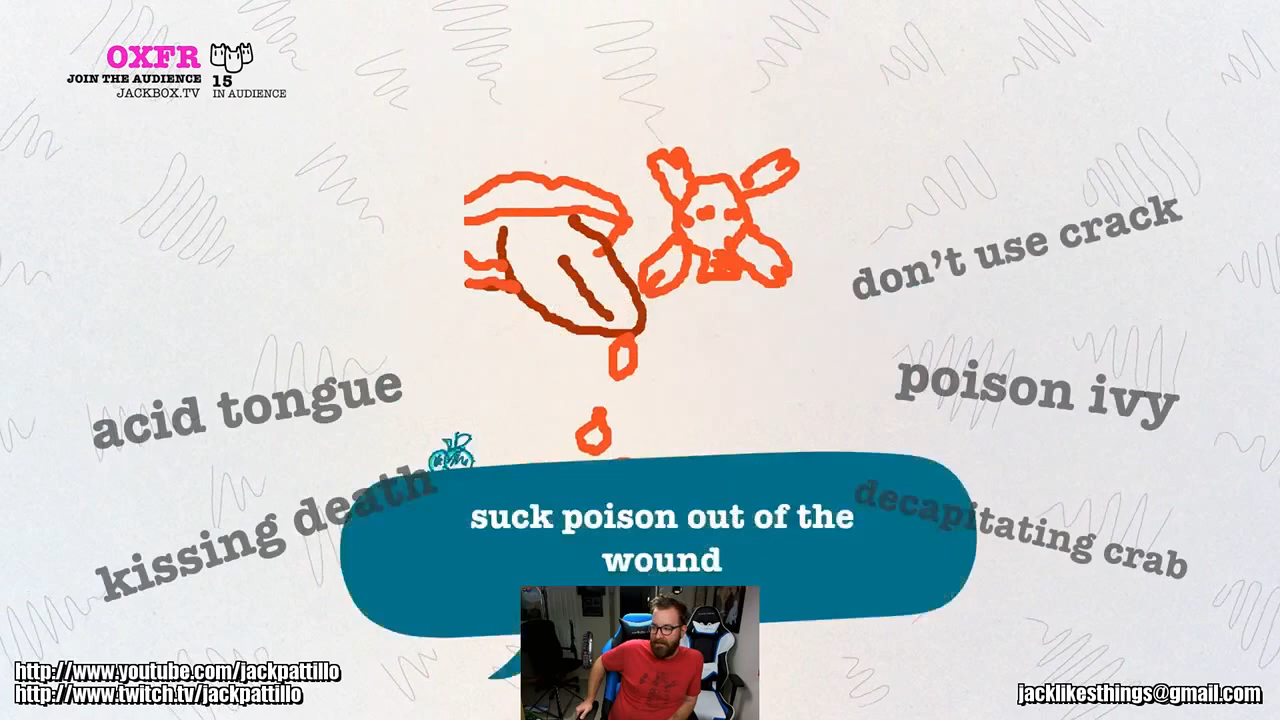 OXFR
JOIN THE AUDIENCE
JACKBOX.TV
15
IN AUDIENCE
don't use crack
acid tongue
poison ivy
kissing death
decapitating crab
suck poison out of the
wound
http://www.youtube.com/jackpattillo
http://www.twitch.tv/jackpattillo
jacklikesthings@gmail.com